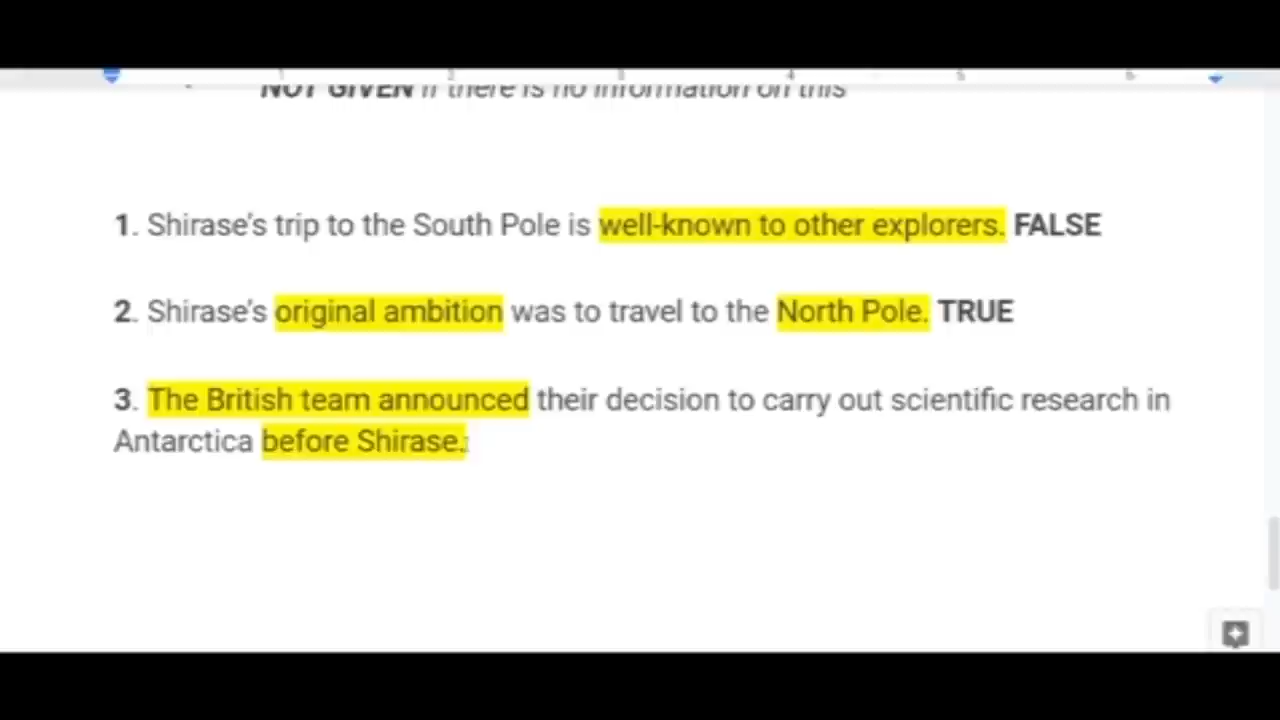 NOT GIVEN if there is no information on this
1. Shirase's trip to the South Pole is well-known to other explorers. FALSE
2. Shirase's original ambition was to travel to the North Pole. TRUE
3. The British team announced their decision to carry out scientific research in
Antarctica before Shirase.